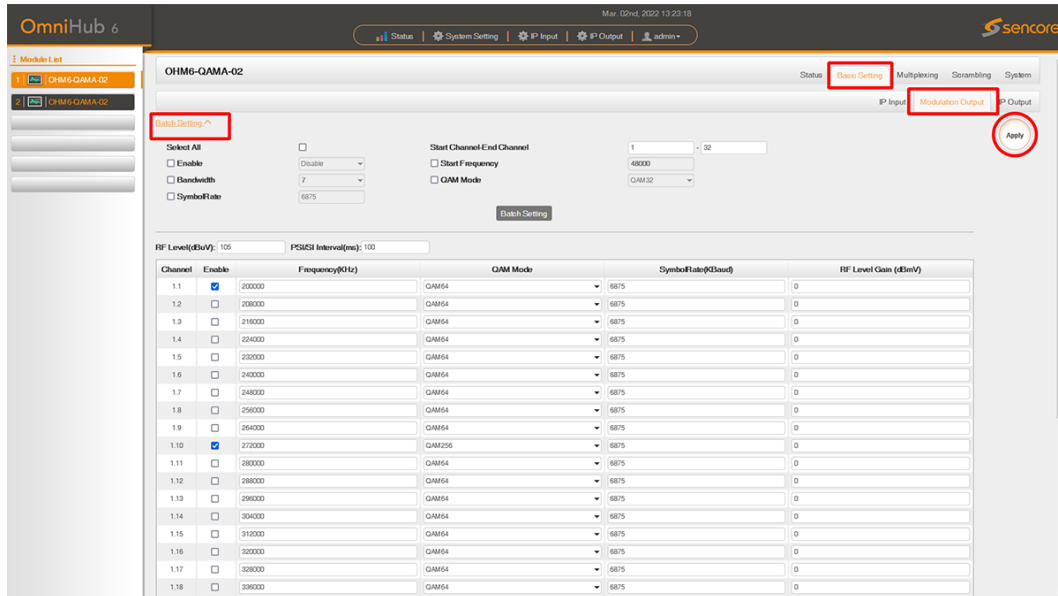 Mar. 02nd, 2022 13:23:18
OmniHub 6
Status | System Setting | IP Input | IP Output | admin
sencore
Module List
1 OHM6-QAMA-02
2 OHM6-QAMA-02
OHM6-QAMA-02
Status Basic Setting Multiplexing Scrambling System
IP Input Modulation Output IP Output
Batch Setting ^
Apply
Select All Start Channel-End Channel 1 - 32
Enable Disable Start Frequency 48000
Bandwidth 7 QAM Mode QAM32
SymbolRate 6875
Batch Setting
RF Level(dBuV): 105 PSI/SI Interval(ms): 100
Channel Enable Frequency(KHz) QAM Mode SymbolRate(KBaud) RF Level Gain (dBmV)
1.1 200000 QAM64 6875 0
1.2 208000 QAM64 6875 0
1.3 216000 QAM64 6875 0
1.4 224000 QAM64 6875 0
1.5 232000 QAM64 6875 0
1.6 240000 QAM64 6875 0
1.7 248000 QAM64 6875 0
1.8 256000 QAM64 6875 0
1.9 264000 QAM64 6875 0
1.10 272000 QAM256 6875 0
1.11 280000 QAM64 6875 0
1.12 288000 QAM64 6875 0
1.13 296000 QAM64 6875 0
1.14 304000 QAM64 6875 0
1.15 312000 QAM64 6875 0
1.16 320000 QAM64 6875 0
1.17 328000 QAM64 6875 0
1.18 336000 QAM64 6875 0